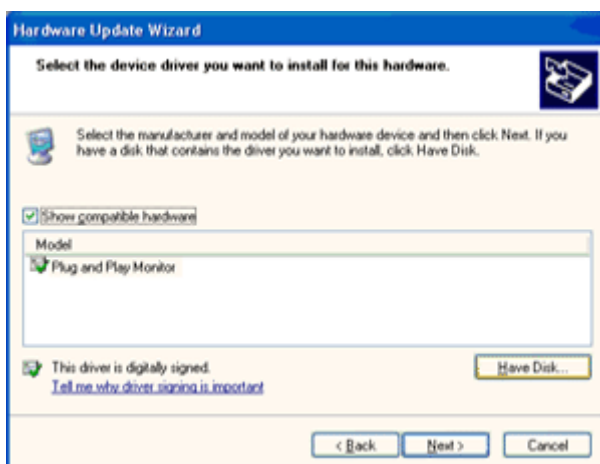 Hardware Update Wizard
Select the device driver you want to install for this hardware.
Select the manufacturer and model of your hardware device and then click Next. If you
have a disk that contains the driver you want to install, click Have Disk.
Show compatible hardware
Model
Plug and Play Monitor
This driver is digitally signed.
Have Disk...
Tell me why driver signing is important
< Back
Next >
Cancel